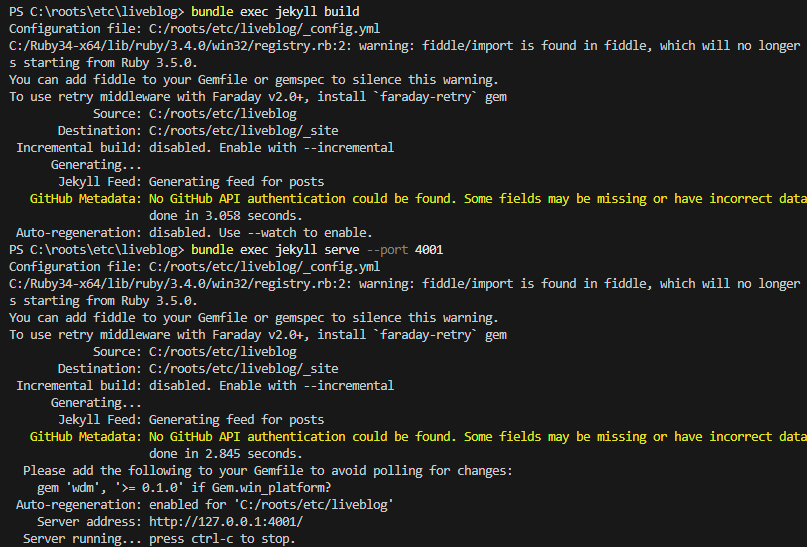 PS C:\roots\etc\liveblog> bundle exec jekyll build
Configuration file: C:/roots/etc/liveblog/_config.yml
C:/Ruby34-x64/lib/ruby/3.4.0/win32/registry.rb:2: warning: fiddle/import is found in fiddle, which will no longer
s starting from Ruby 3.5.0.
You can add fiddle to your Gemfile or gemspec to silence this warning.
To use retry middleware with Faraday v2.0+, install `faraday-retry` gem
Source: C:/roots/etc/liveblog
Destination: C:/roots/etc/liveblog/_site
Incremental build: disabled. Enable with --incremental
Generating...
Jekyll Feed: Generating feed for posts
GitHub Metadata: No GitHub API authentication could be found. Some fields may be missing or have incorrect data
done in 3.058 seconds.
Auto-regeneration: disabled. Use --watch to enable.
PS C:\roots\etc\liveblog> bundle exec jekyll serve --port 4001
Configuration file: C:/roots/etc/liveblog/_config.yml
C:/Ruby34-x64/lib/ruby/3.4.0/win32/registry.rb:2: warning: fiddle/import is found in fiddle, which will no longer
s starting from Ruby 3.5.0.
You can add fiddle to your Gemfile or gemspec to silence this warning.
To use retry middleware with Faraday v2.0+, install `faraday-retry` gem
Source: C:/roots/etc/liveblog
Destination: C:/roots/etc/liveblog/_site
Incremental build: disabled. Enable with --incremental
Generating...
Jekyll Feed: Generating feed for posts
GitHub Metadata: No GitHub API authentication could be found. Some fields may be missing or have incorrect data
done in 2.845 seconds.
Please add the following to your Gemfile to avoid polling for changes:
gem 'wdm', '>= 0.1.0' if Gem.win_platform?
Auto-regeneration: enabled for 'C:/roots/etc/liveblog'
Server address: http://127.0.0.1:4001/
Server running... press ctrl-c to stop.